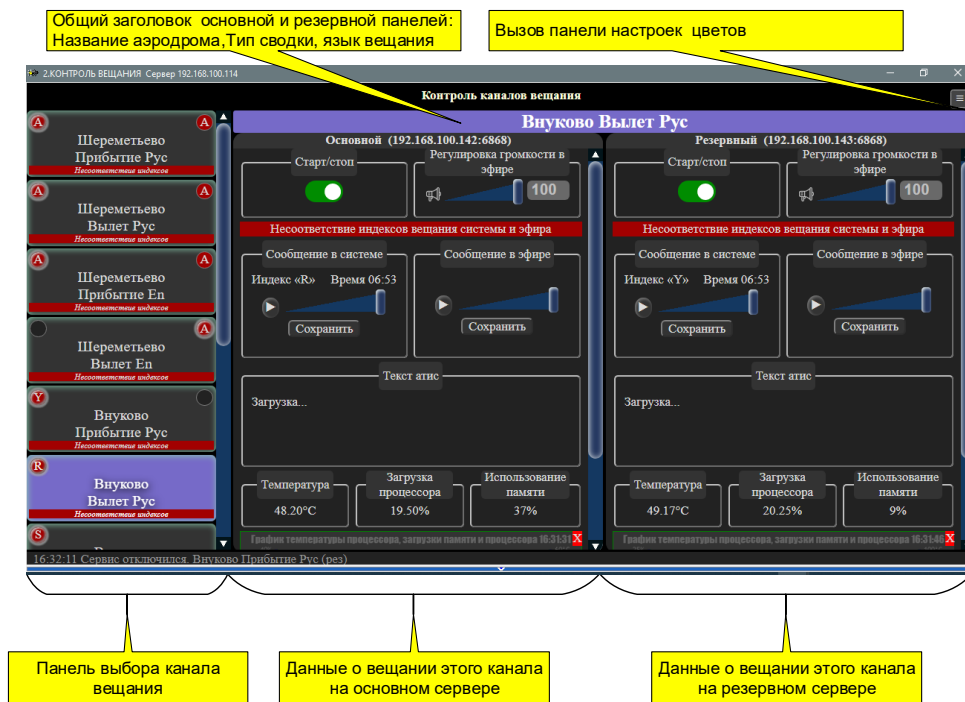 Общий заголовок основной и резервной панелей:
Название аэродрома,Тип сводки, язык вещания
Вызов панели настроек цветов
2.КОНТРОЛЬ ВЕЩАНИЯ Сервер 192.168.100.114
Контроль каналов вещания
A A
Шереметьево
Прибытие Рус
Несоответствие индексов
A A
Шереметьево
Вылет Рус
Несоответствие индексов
A A
Шереметьево
Прибытие En
Несоответствие индексов
A
Шереметьево
Вылет En
Несоответствие индексов
Y
Внуково
Прибытие Рус
Несоответствие индексов
R
Внуково
Вылет Рус
Несоответствие индексов
S
Внуково Вылет Рус
Основной (192.168.100.142:6868)
Старт/стоп
Регулировка громкости в
эфире
100
Несоответствие индексов вещания системы и эфира
Сообщение в системе
Сообщение в эфире
Индекс «R» Время 06:53
Сохранить
Сохранить
Текст атис
Загрузка...
Температура
Загрузка
процессора
Использование
памяти
48.20°C
19.50%
37%
График температуры процессора, загрузки памяти и процессора 16:31:31 X
Резервный (192.168.100.143:6868)
Старт/стоп
Регулировка громкости в
эфире
100
Несоответствие индексов вещания системы и эфира
Сообщение в системе
Сообщение в эфире
Индекс «Y» Время 06:53
Сохранить
Сохранить
Текст атис
Загрузка...
Температура
Загрузка
процессора
Использование
памяти
49.17°C
20.25%
9%
График температуры процессора, загрузки памяти и процессора 16:31:46 X
16:32:11 Сервис отключился. Внуково Прибытие Рус (рез)
Панель выбора канала
вещания
Данные о вещании этого канала
на основном сервере
Данные о вещании этого канала
на резервном сервере